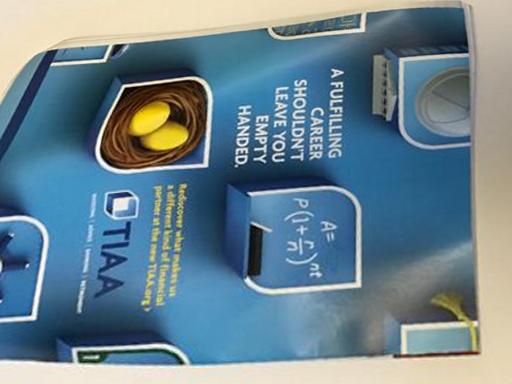 A FULFILLING
CAREER
SHOULDN'T
LEAVE YOU
EMPTY
HANDED.
A=
P(1+r/n)^nt
Rediscover what makes us
a different kind of financial
partner at the new TIAA.org›
TIAA